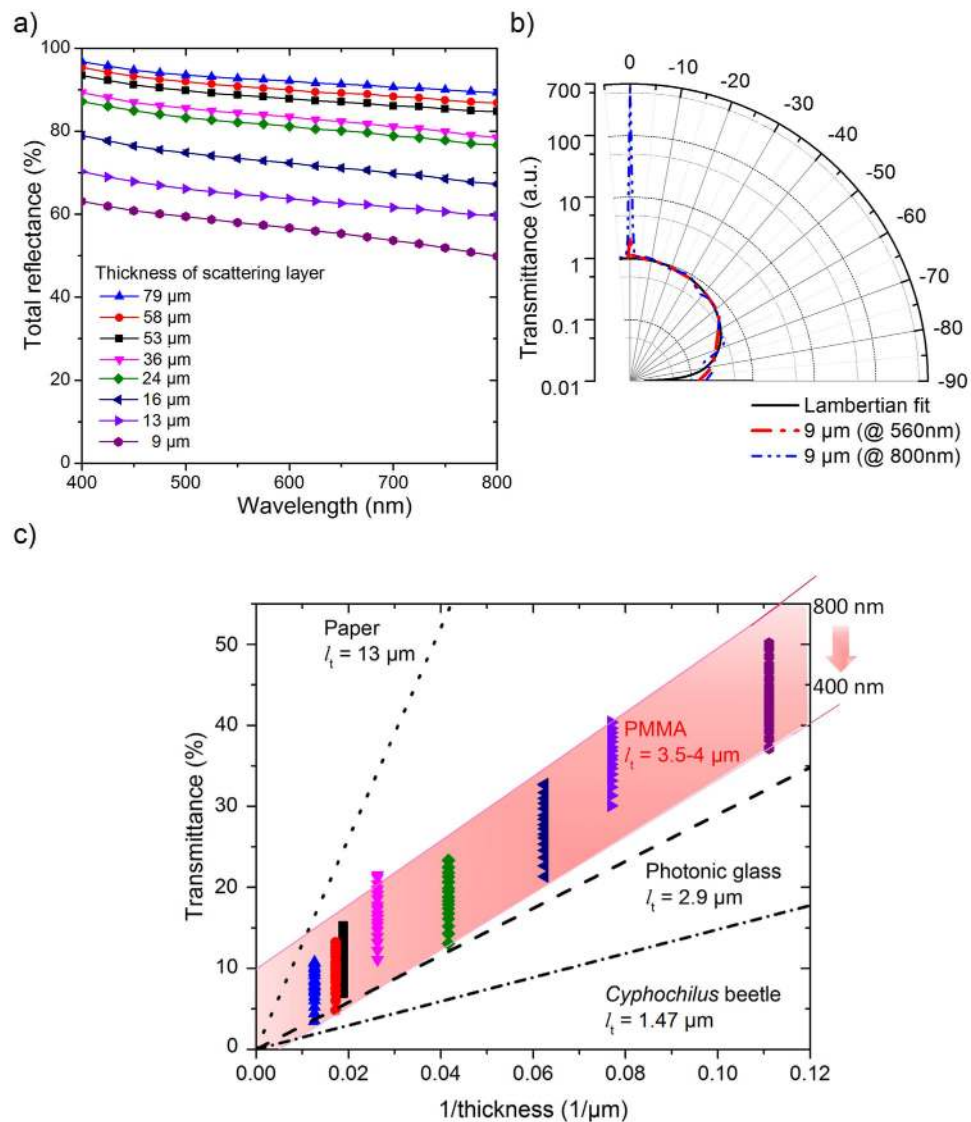 a)
100
80
60
40
20
0
Total reflectance (%)
Thickness of scattering layer
79 µm
58 µm
53 µm
36 µm
24 µm
16 µm
13 µm
9 µm
400 500 600 700 800
Wavelength (nm)
b)
0 -10 -20 -30 -40 -50 -60 -70 -80 -90
700
100
10
1
0.1
0.01
Transmittance (a.u.)
Lambertian fit
9 µm (@ 560nm)
9 µm (@ 800nm)
c)
50
40
30
20
10
0
Transmittance (%)
Paper
lt = 13 µm
800 nm
400 nm
PMMA
lt = 3.5-4 µm
Photonic glass
lt = 2.9 µm
Cyphochilus beetle
lt = 1.47 µm
0.00 0.02 0.04 0.06 0.08 0.10 0.12
1/thickness (1/µm)